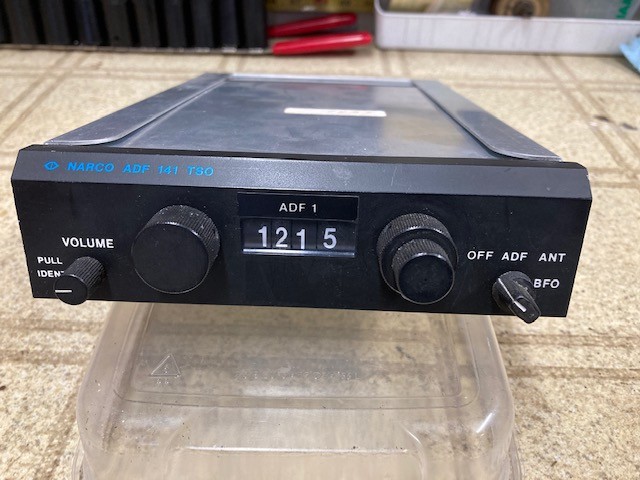 NARCO ADF 141 TSO
ADF 1
1215
VOLUME
PULL
IDENT
OFF ADF ANT
BFO